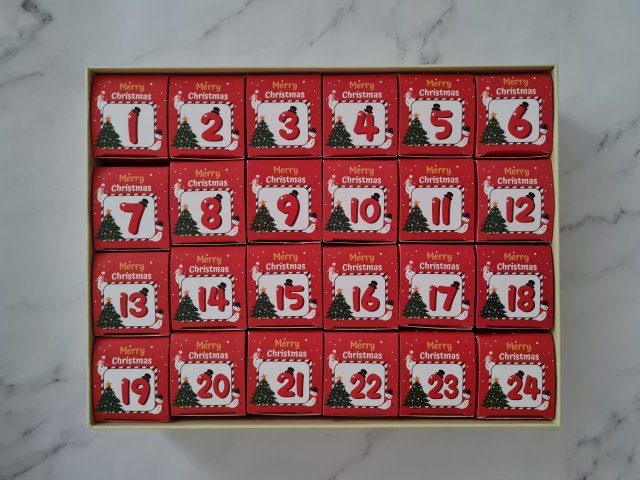 Merry
Christmas
1
Merry
Christmas
2
Merry
Christmas
3
Merry
Christmas
4
Merry
Christmas
5
Merry
Christmas
6
Merry
Christmas
7
Merry
Christmas
8
Merry
Christmas
9
Merry
Christmas
10
Merry
Christmas
11
Merry
Christmas
12
Merry
Christmas
13
Merry
Christmas
14
Merry
Christmas
15
Merry
Christmas
16
Merry
Christmas
17
Merry
Christmas
18
Merry
Christmas
19
Merry
Christmas
20
Merry
Christmas
21
Merry
Christmas
22
Merry
Christmas
23
Merry
Christmas
24